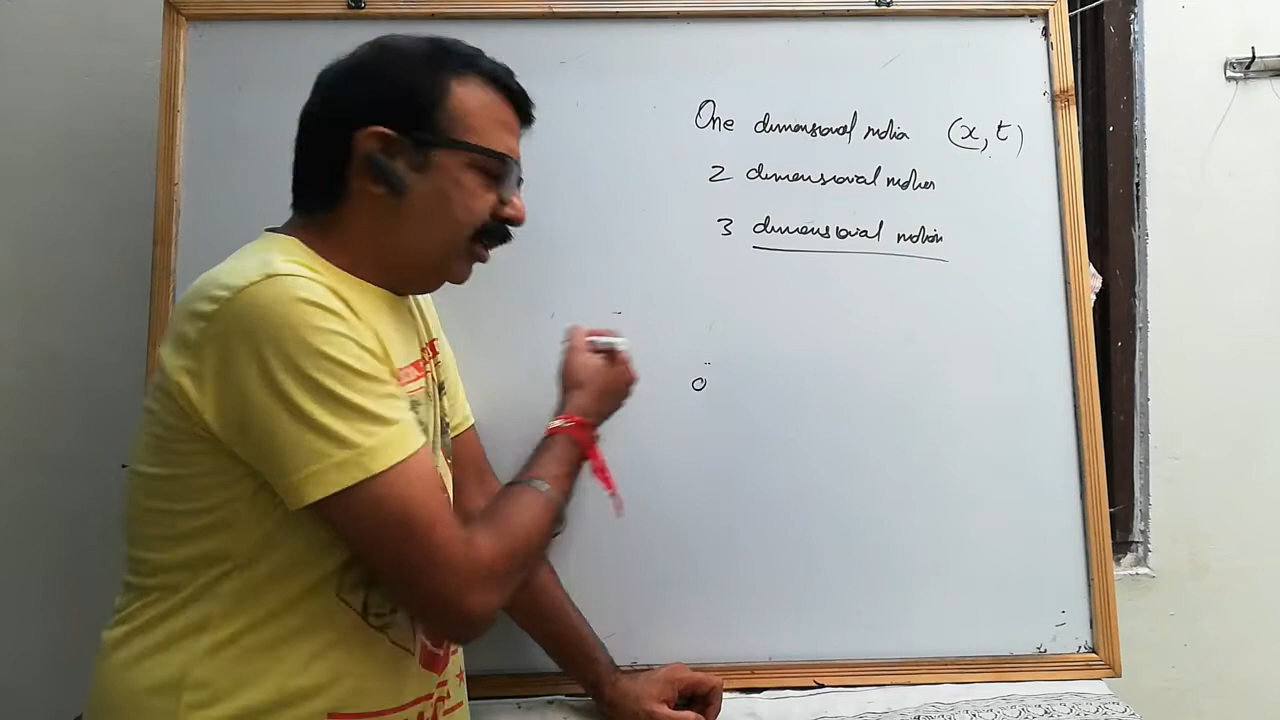 One dimensional motion (x, t)
2 dimensional motion
3 dimensional motion
O